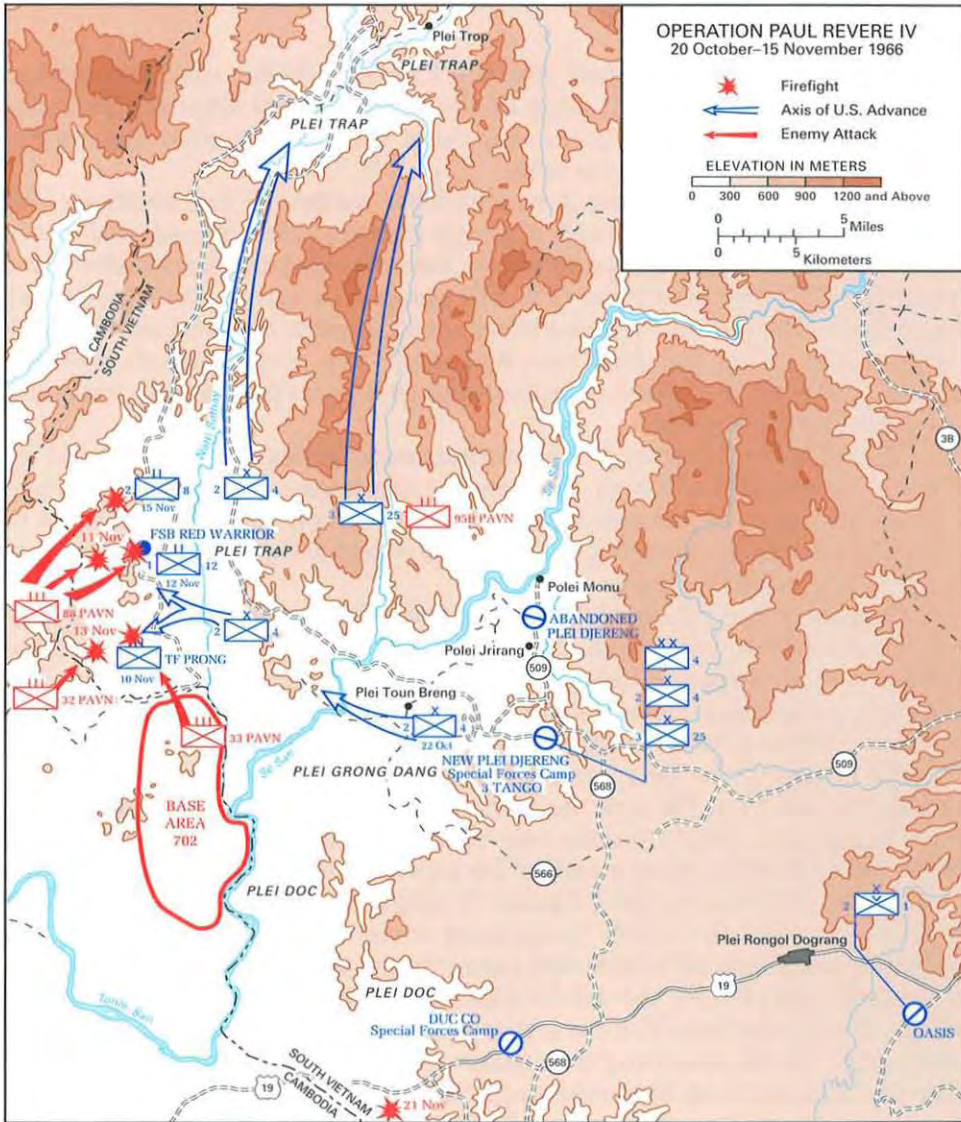 OPERATION PAUL REVERE IV
20 October–15 November 1966
Firefight
Axis of U.S. Advance
Enemy Attack
ELEVATION IN METERS
0 300 600 900 1200 and Above
0 5
Miles
0 5
Kilometers
Plei Trop
PLEI TRAP
PLEI TRAP
CAMBODIA
SOUTH VIETNAM
38
Nam Sathay
Se San
2 8
15 Nov
2 4
3 25
95B PAVN
11 Nov
FSB RED WARRIOR
1 12
12 Nov
PLEI TRAP
88 PAVN
13 Nov
2 4
TF PRONG
10 Nov
32 PAVN
33 PAVN
Polei Monu
ABANDONED
PLEI DJERENG
Polei Jrirang
509
4
2 4
3 25
Plei Toun Breng
2 4
22 Oct
Se San
PLEI GRONG DANG
NEW PLEI DJERENG
Special Forces Camp
3 TANGO
568
509
BASE
AREA
702
566
PLEI DOC
2 1
Plei Rongol Dograng
19
PLEI DOC
DUC CO
Special Forces Camp
OASIS
568
SOUTH VIETNAM
CAMBODIA
19
21 Nov